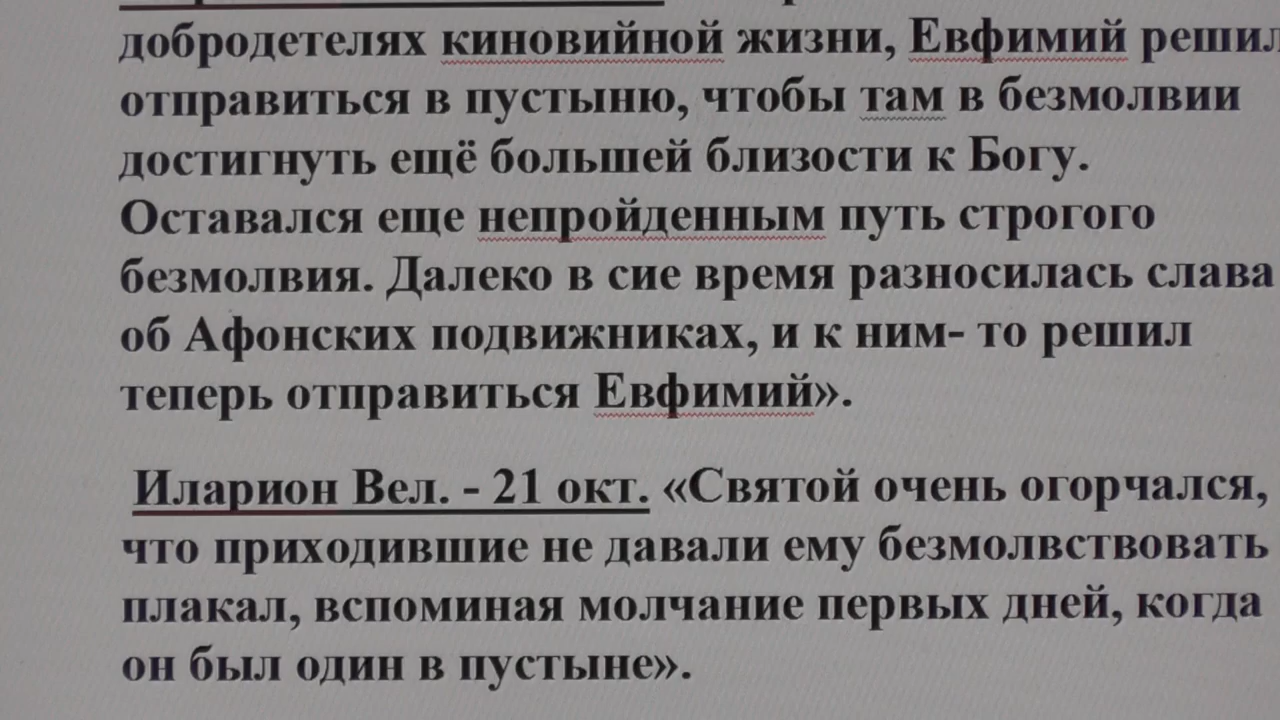 добродетелях киновийной жизни, Евфимий решил
отправиться в пустыню, чтобы там в безмолвии
достигнуть ещё большей близости к Богу.
Оставался еще непройденным путь строгого
безмолвия. Далеко в сие время разносилась слава
об Афонских подвижниках, и к ним- то решил
теперь отправиться Евфимий».
Иларион Вел. - 21 окт. «Святой очень огорчался,
что приходившие не давали ему безмолвствовать
плакал, вспоминая молчание первых дней, когда
он был один в пустыне».